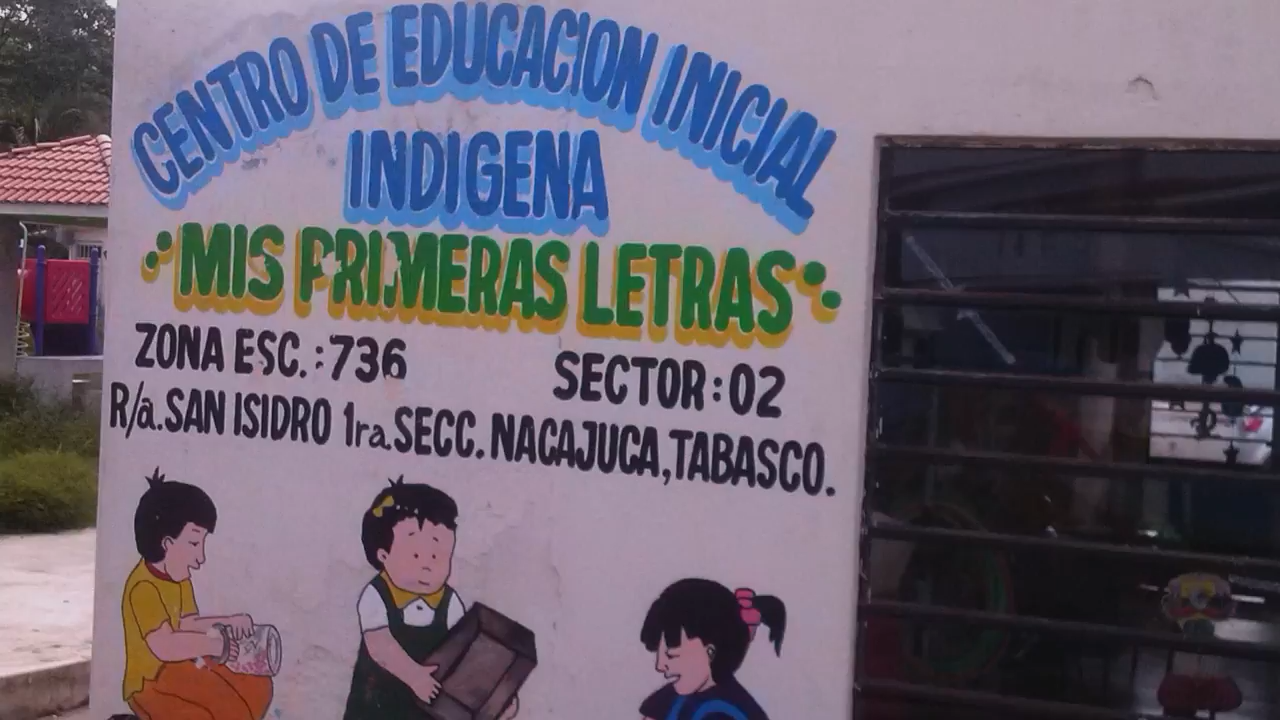 CENTRO DE EDUCACION INICIAL
INDIGENA
MIS PRIMERAS LETRAS
ZONA ESC.:736 SECTOR:02
R/a.SAN ISIDRO 1ra.SECC. NACAJUCA,TABASCO.